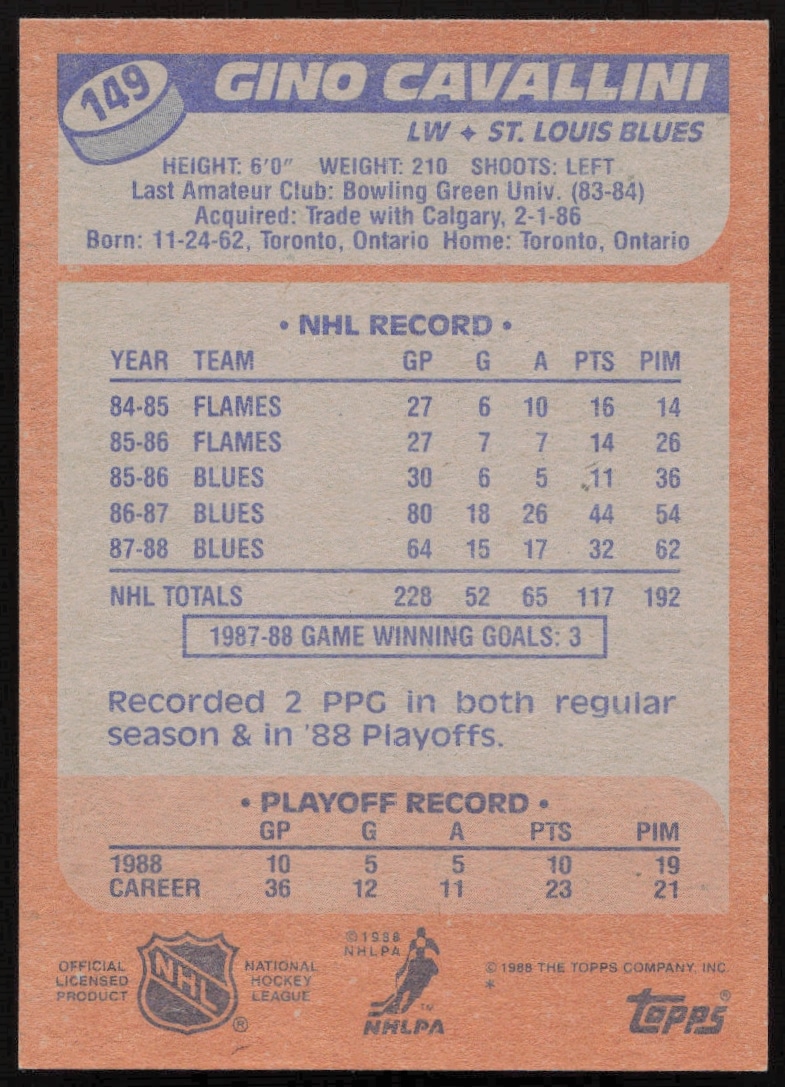 149
GINO CAVALLINI
LW ✦ ST. LOUIS BLUES
HEIGHT: 6'0" WEIGHT: 210 SHOOTS: LEFT
Last Amateur Club: Bowling Green Univ. (83-84)
Acquired: Trade with Calgary, 2-1-86
Born: 11-24-62, Toronto, Ontario Home: Toronto, Ontario
• NHL RECORD •
YEAR TEAM GP G A PTS PIM
84-85 FLAMES 27 6 10 16 14
85-86 FLAMES 27 7 7 14 26
85-86 BLUES 30 6 5 11 36
86-87 BLUES 80 18 26 44 54
87-88 BLUES 64 15 17 32 62
NHL TOTALS 228 52 65 117 192
1987-88 GAME WINNING GOALS: 3
Recorded 2 PPG in both regular
season & in '88 Playoffs.
• PLAYOFF RECORD •
GP G A PTS PIM
1988 10 5 5 10 19
CAREER 36 12 11 23 21
OFFICIAL
LICENSED
PRODUCT
NHL
®
NATIONAL
HOCKEY
LEAGUE
© 1988
NHLPA
™
NHLPA
© 1988 THE TOPPS COMPANY, INC.
*
topps®